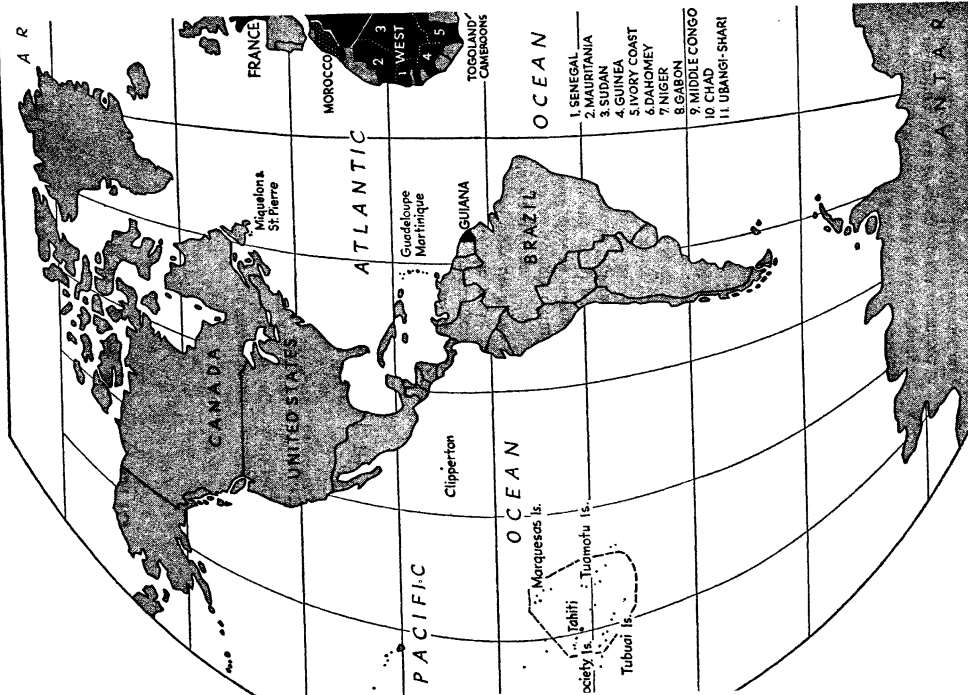 A R
CANADA
UNITED STATES
Miquelon &
St. Pierre
ATLANTIC
OCEAN
Guadeloupe
Martinique
GUIANA
BRAZIL
Clipperton
PACIFIC
OCEAN
Marquesas Is.
Tuamotu Is.
Tahiti
ociety Is.
Tubuai Is.
FRANCE
MOROCCO
WEST
1
2
3
4
5
TOGOLAND
CAMEROONS
1. SENEGAL
2. MAURITANIA
3. SUDAN
4. GUINEA
5. IVORY COAST
6. DAHOMEY
7. NIGER
8. GABON
9. MIDDLE CONGO
10. CHAD
11. UBANGI-SHARI
ANTAR